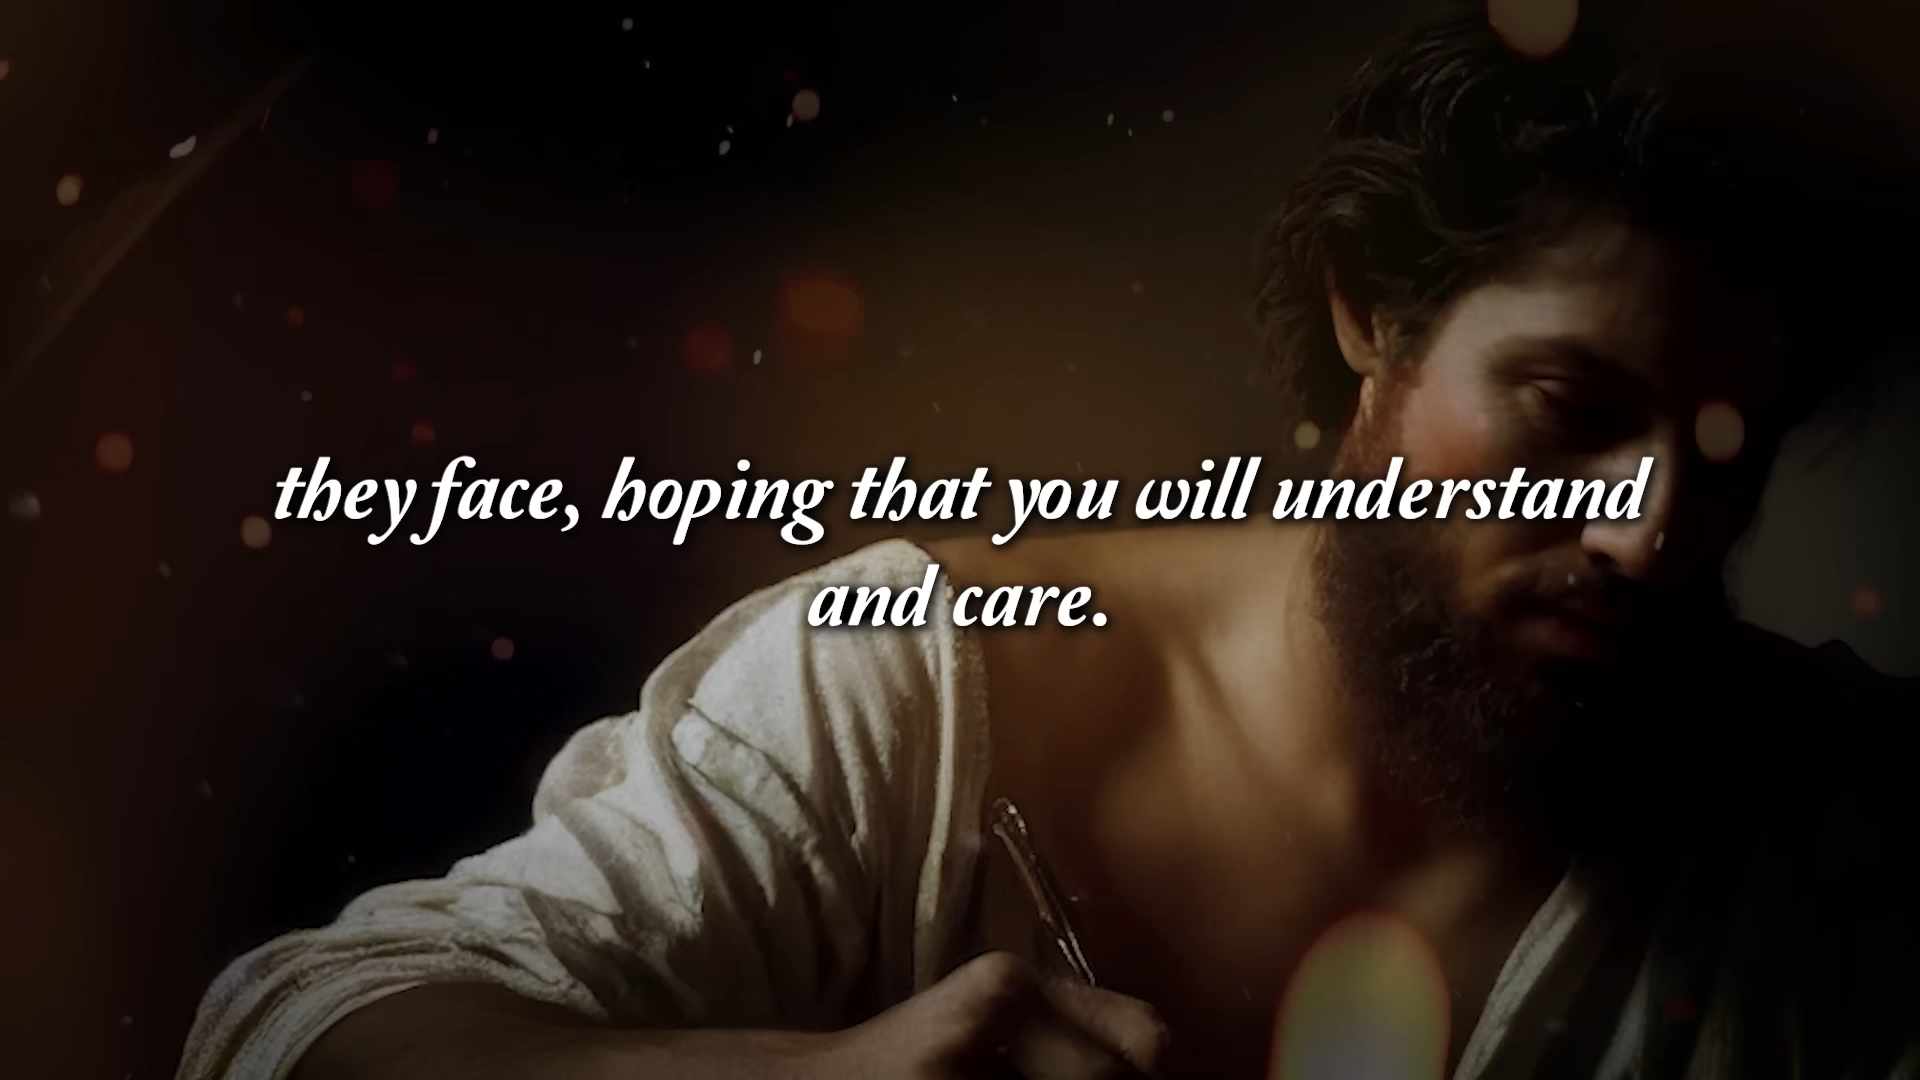 they face, hoping that you will understand
and care.